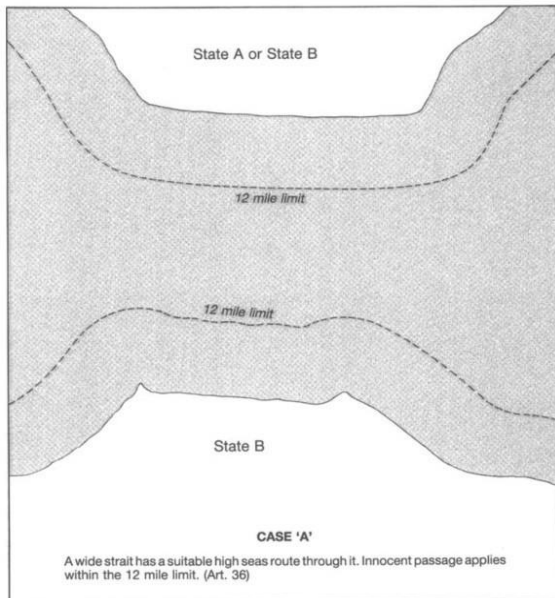 State A or State B
12 mile limit
12 mile limit
State B
CASE 'A'
A wide strait has a suitable high seas route through it. Innocent passage applies
within the 12 mile limit. (Art. 36)